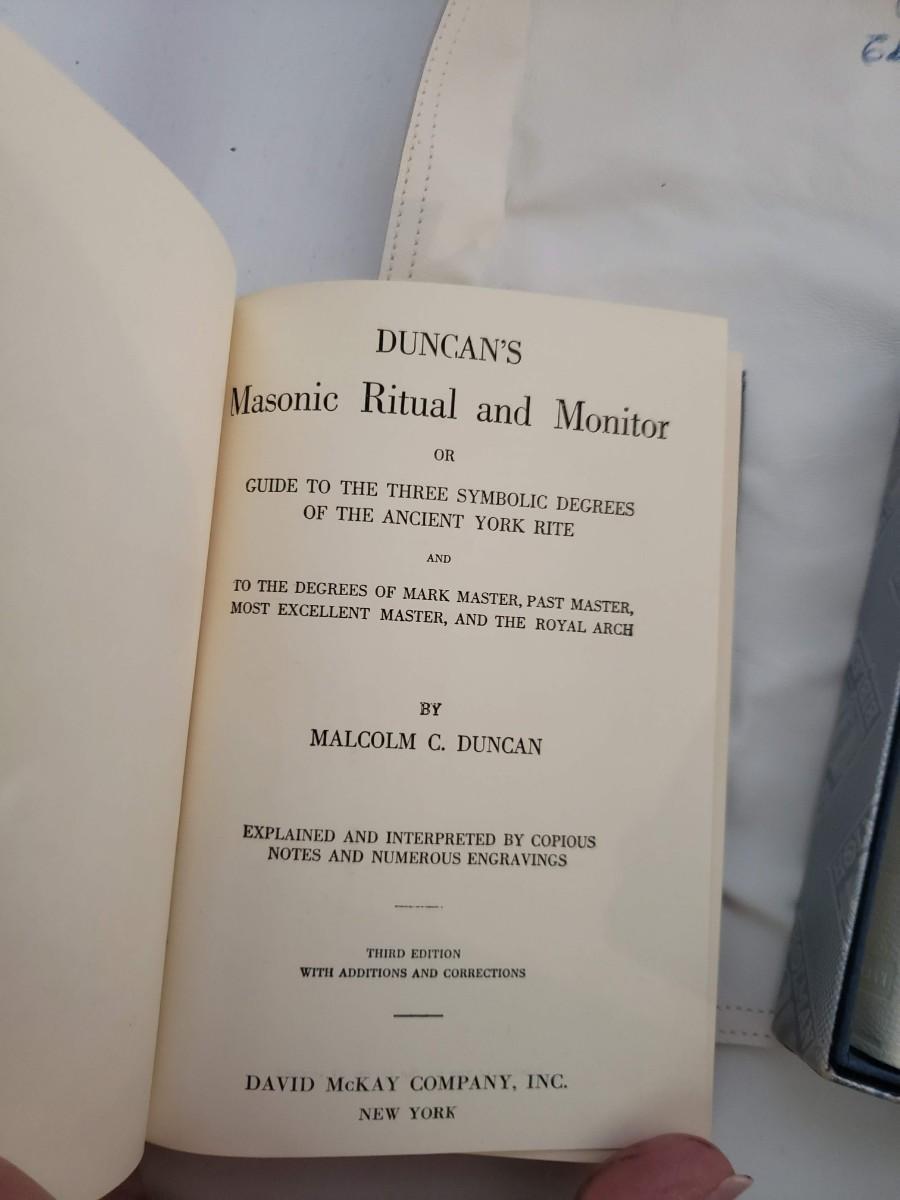 DUNCAN'S
Masonic Ritual and Monitor
OR
GUIDE TO THE THREE SYMBOLIC DEGREES
OF THE ANCIENT YORK RITE
AND
TO THE DEGREES OF MARK MASTER, PAST MASTER,
MOST EXCELLENT MASTER, AND THE ROYAL ARCH
BY
MALCOLM C. DUNCAN
EXPLAINED AND INTERPRETED BY COPIOUS
NOTES AND NUMEROUS ENGRAVINGS
THIRD EDITION
WITH ADDITIONS AND CORRECTIONS
DAVID McKAY COMPANY, INC.
NEW YORK